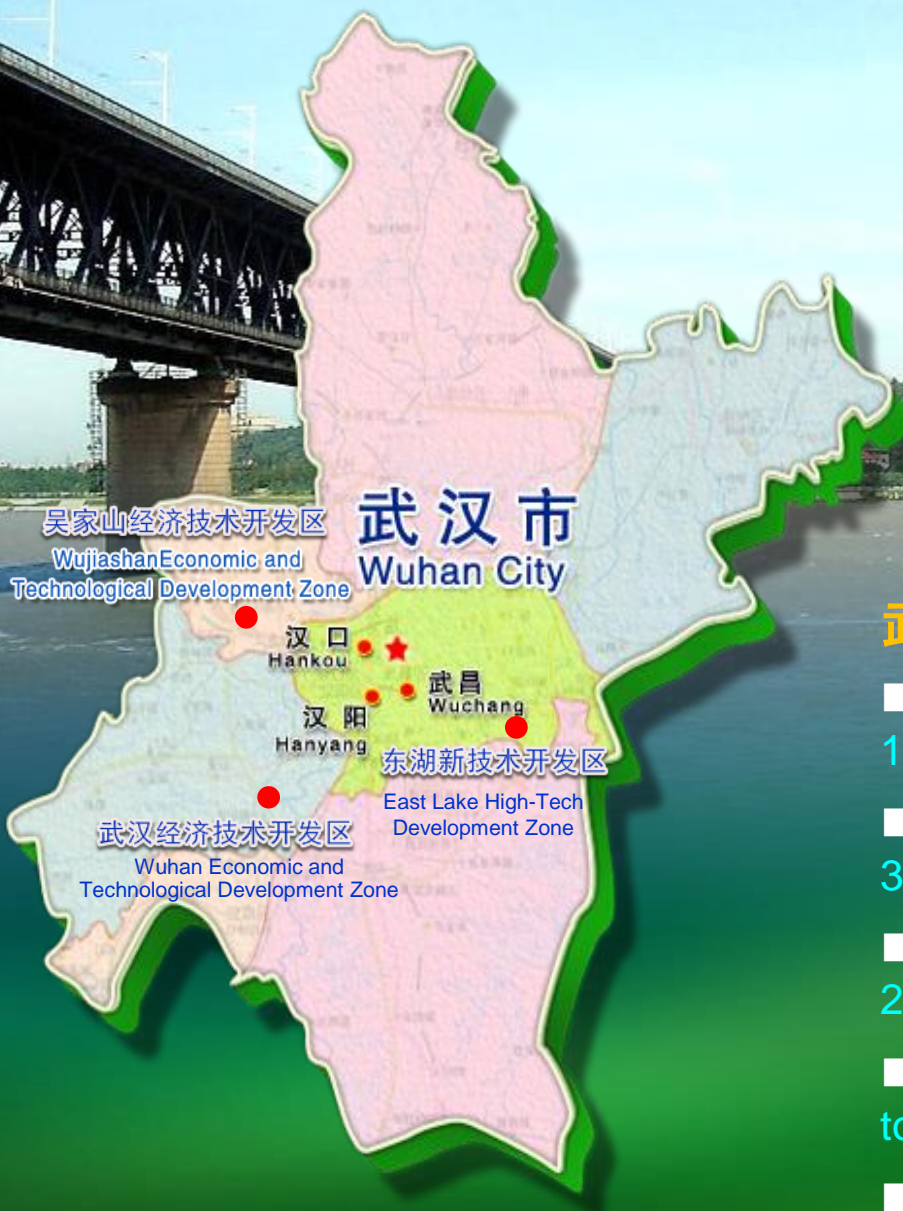 吴家山经济技术开发区
WujiashanEconomic and
Technological Development Zone
武汉市
Wuhan City
汉口
Hankou
武昌
Wuchang
汉阳
Hanyang
东湖新技术开发区
East Lake High-Tech
Development Zone
武汉经济技术开发区
Wuhan Economic and
Technological Development Zone
1
3
2